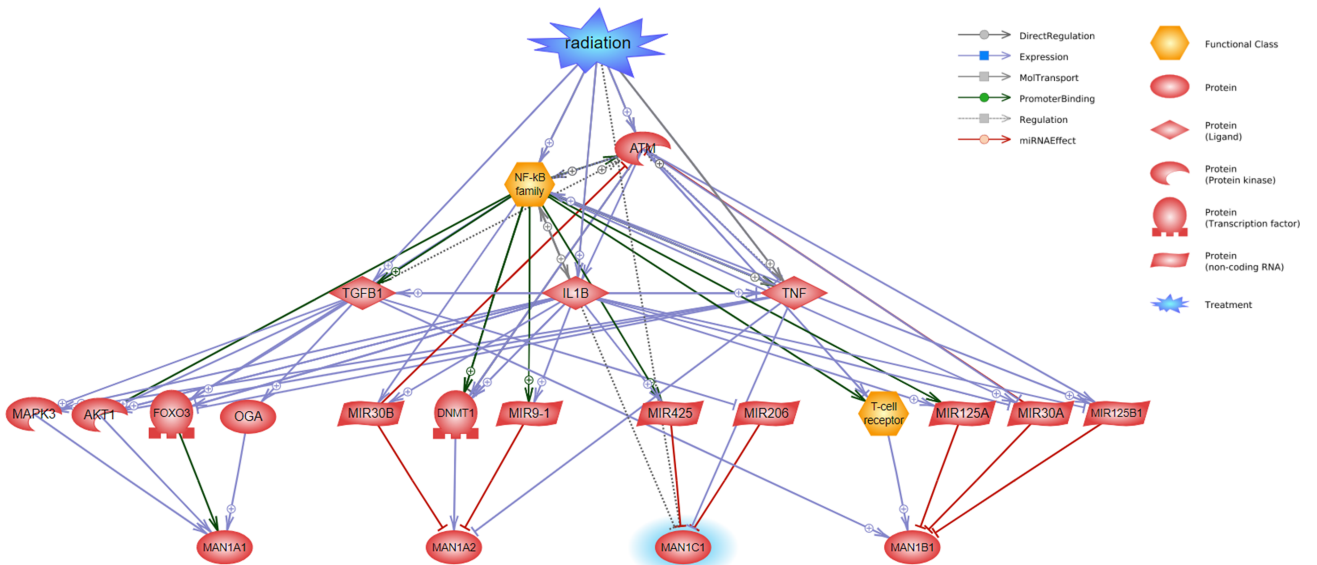 radiation
DirectRegulation
Expression
MolTransport
PromoterBinding
Regulation
miRNAEffect
Functional Class
Protein
Protein
(Ligand)
Protein
(Protein kinase)
Protein
(Transcription factor)
Protein
(non-coding RNA)
Treatment
ATM
NF-kB
family
TGFB1
IL1B
TNF
MAPK3
AKT1
FOXO3
OGA
MIR30B
DNMT1
MIR9-1
MIR425
MIR206
T-cell
receptor
MIR125A
MIR30A
MIR125B1
MAN1A1
MAN1A2
MAN1C1
MAN1B1